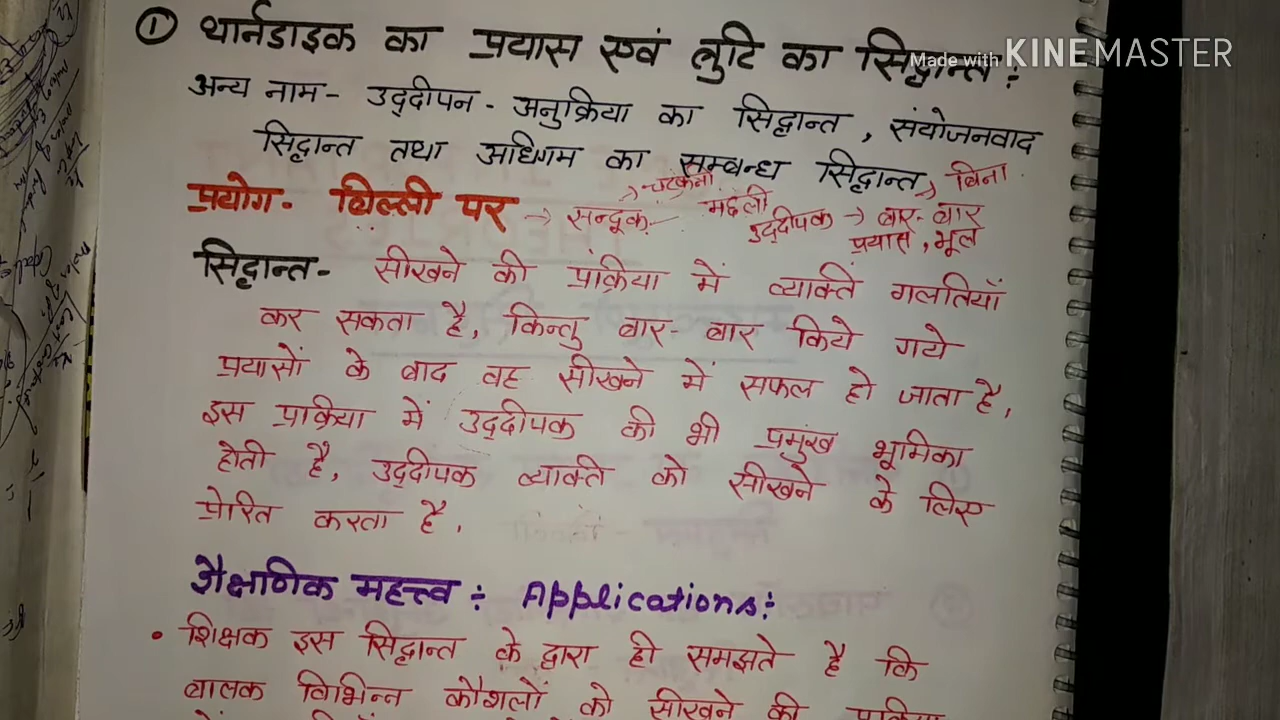 ① थार्नडाइक का प्रयास एवं त्रुटि का सिद्धान्त :
Made with KINEMASTER
अन्य नाम - उद्दीपन - अनुक्रिया का सिद्धान्त, संयोजनवाद
सिद्धान्त तथा अधिगम का सम्बन्ध सिद्धान्त
प्रयोग - बिल्ली पर → सन्दूक → चटकनी मछली उद्दीपक → बार-बार → बिना
प्रयास, भूल
सिद्धान्त - सीखने की प्रक्रिया में व्यक्ति गलतियाँ
कर सकता है, किन्तु बार-बार किये गये
प्रयासों के बाद वह सीखने में सफल हो जाता है,
इस प्रक्रिया में उद्दीपक की भी प्रमुख भूमिका
होती है, उद्दीपक व्यक्ति को सीखने के लिए
प्रेरित करता है,
शैक्षणिक महत्त्व : Applications :
• शिक्षक इस सिद्धान्त के द्वारा ही समझते है कि
बालक विभिन्न कौशलों को सीखने की प्रक्रिया